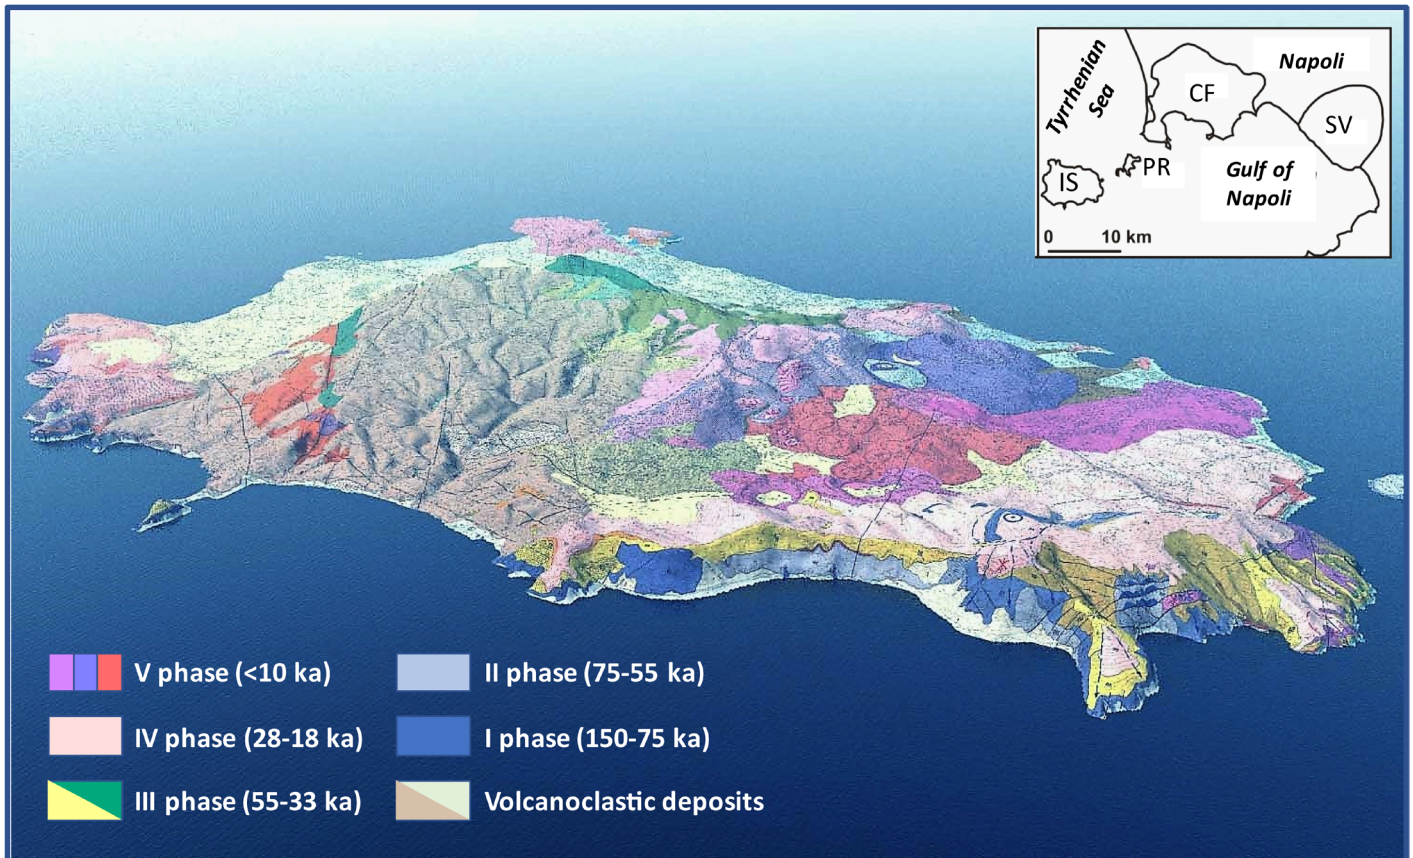 Tyrrhenian
Sea
Napoli
CF
SV
PR
IS
Gulf of
Napoli
0 10 km
V phase (<10 ka)
IV phase (28-18 ka)
III phase (55-33 ka)
II phase (75-55 ka)
I phase (150-75 ka)
Volcanoclastic deposits